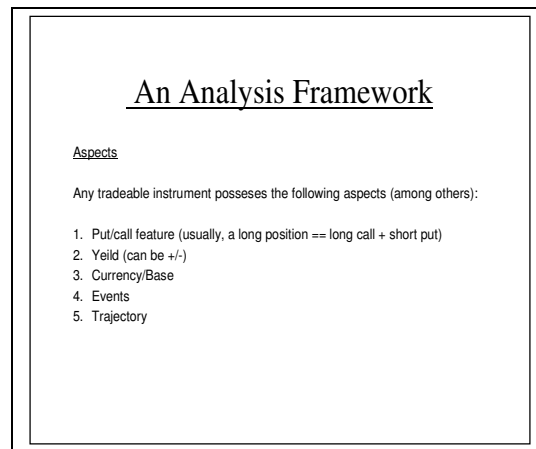 An Analysis Framework
Aspects
Any tradeable instrument posseses the following aspects (among others):
1. Put/call feature (usually, a long position == long call + short put)
2. Yeild (can be +/-)
3. Currency/Base
4. Events
5. Trajectory